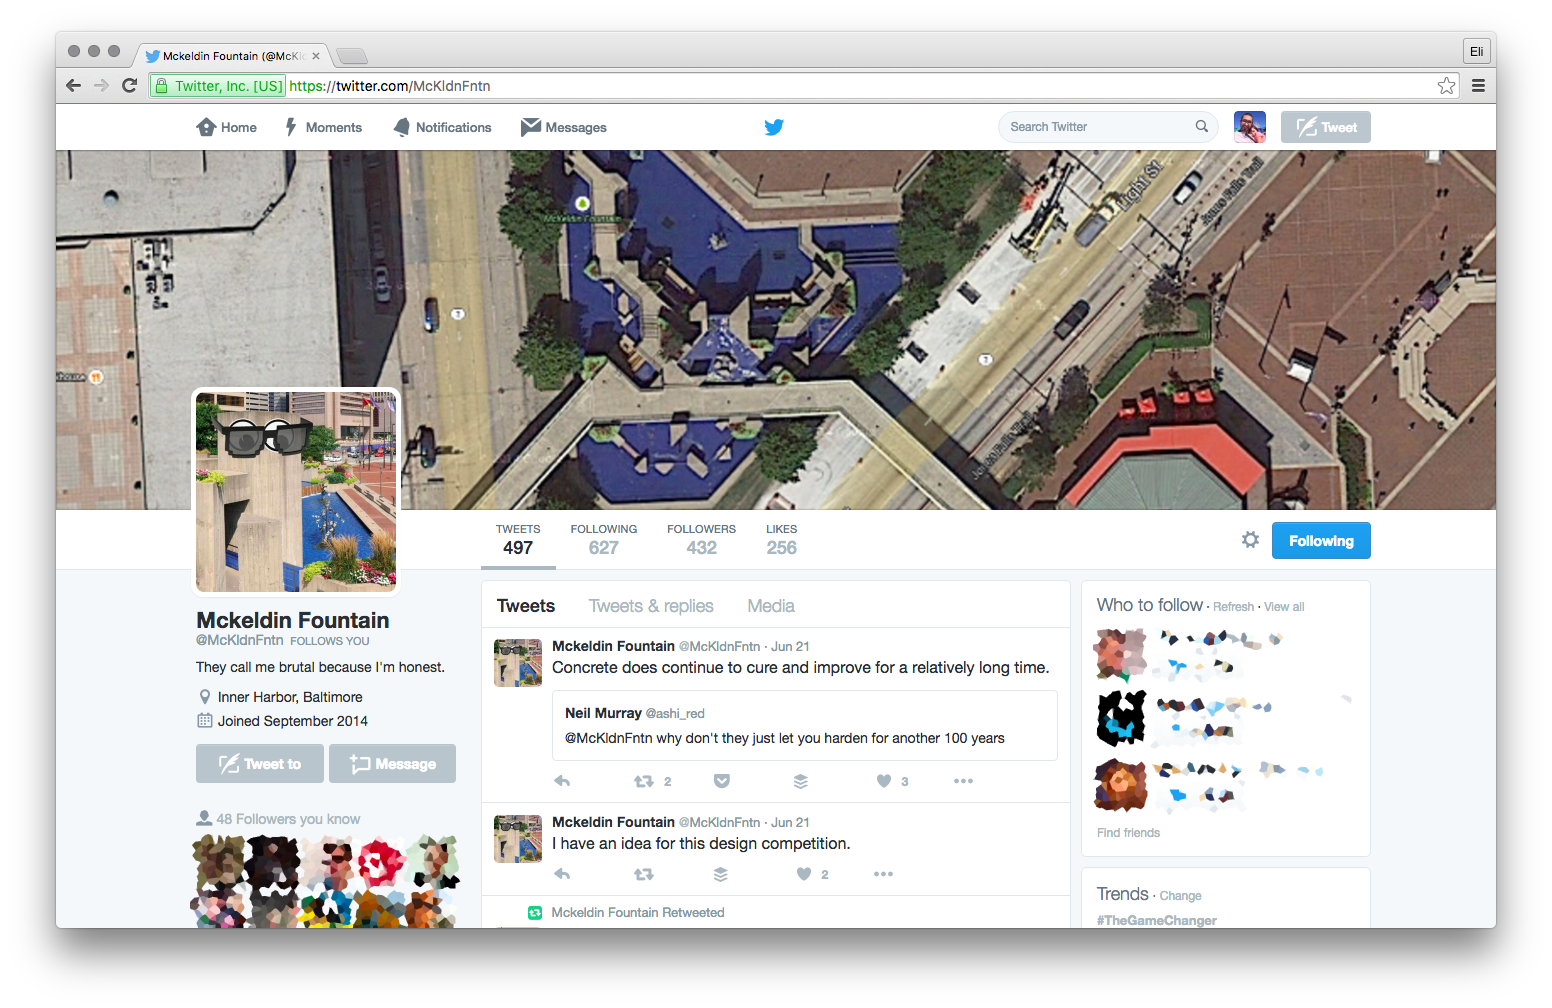 Mckeldin Fountain (@McKl
Eli
Twitter, Inc. [US] https://twitter.com/McKldnFntn
Home Moments Notifications Messages Search Twitter Tweet
McKeldin Fountain
Light St
7
7
house
TWEETS FOLLOWING FOLLOWERS LIKES
497 627 432 256
Following
Mckeldin Fountain
@McKldnFntn FOLLOWS YOU
They call me brutal because I'm honest.
Inner Harbor, Baltimore
Joined September 2014
Tweet to Message
48 Followers you know
Tweets Tweets & replies Media
Mckeldin Fountain @McKldnFntn · Jun 21
Concrete does continue to cure and improve for a relatively long time.
Neil Murray @ashi_red
@McKldnFntn why don't they just let you harden for another 100 years
2 3
Mckeldin Fountain @McKldnFntn · Jun 21
I have an idea for this design competition.
2
Mckeldin Fountain Retweeted
Who to follow · Refresh · View all
Find friends
Trends · Change
#TheGameChanger